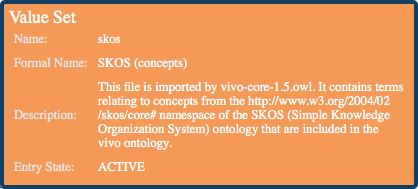 Value Set
Name: skos
Formal Name: SKOS (concepts)
This file is imported by vivo-core-1.5.owl. It contains terms
relating to concepts from the http://www.w3.org/2004/02
Description: /skos/core# namespace of the SKOS (Simple Knowledge
Organization System) ontology that are included in the
vivo ontology.
Entry State: ACTIVE